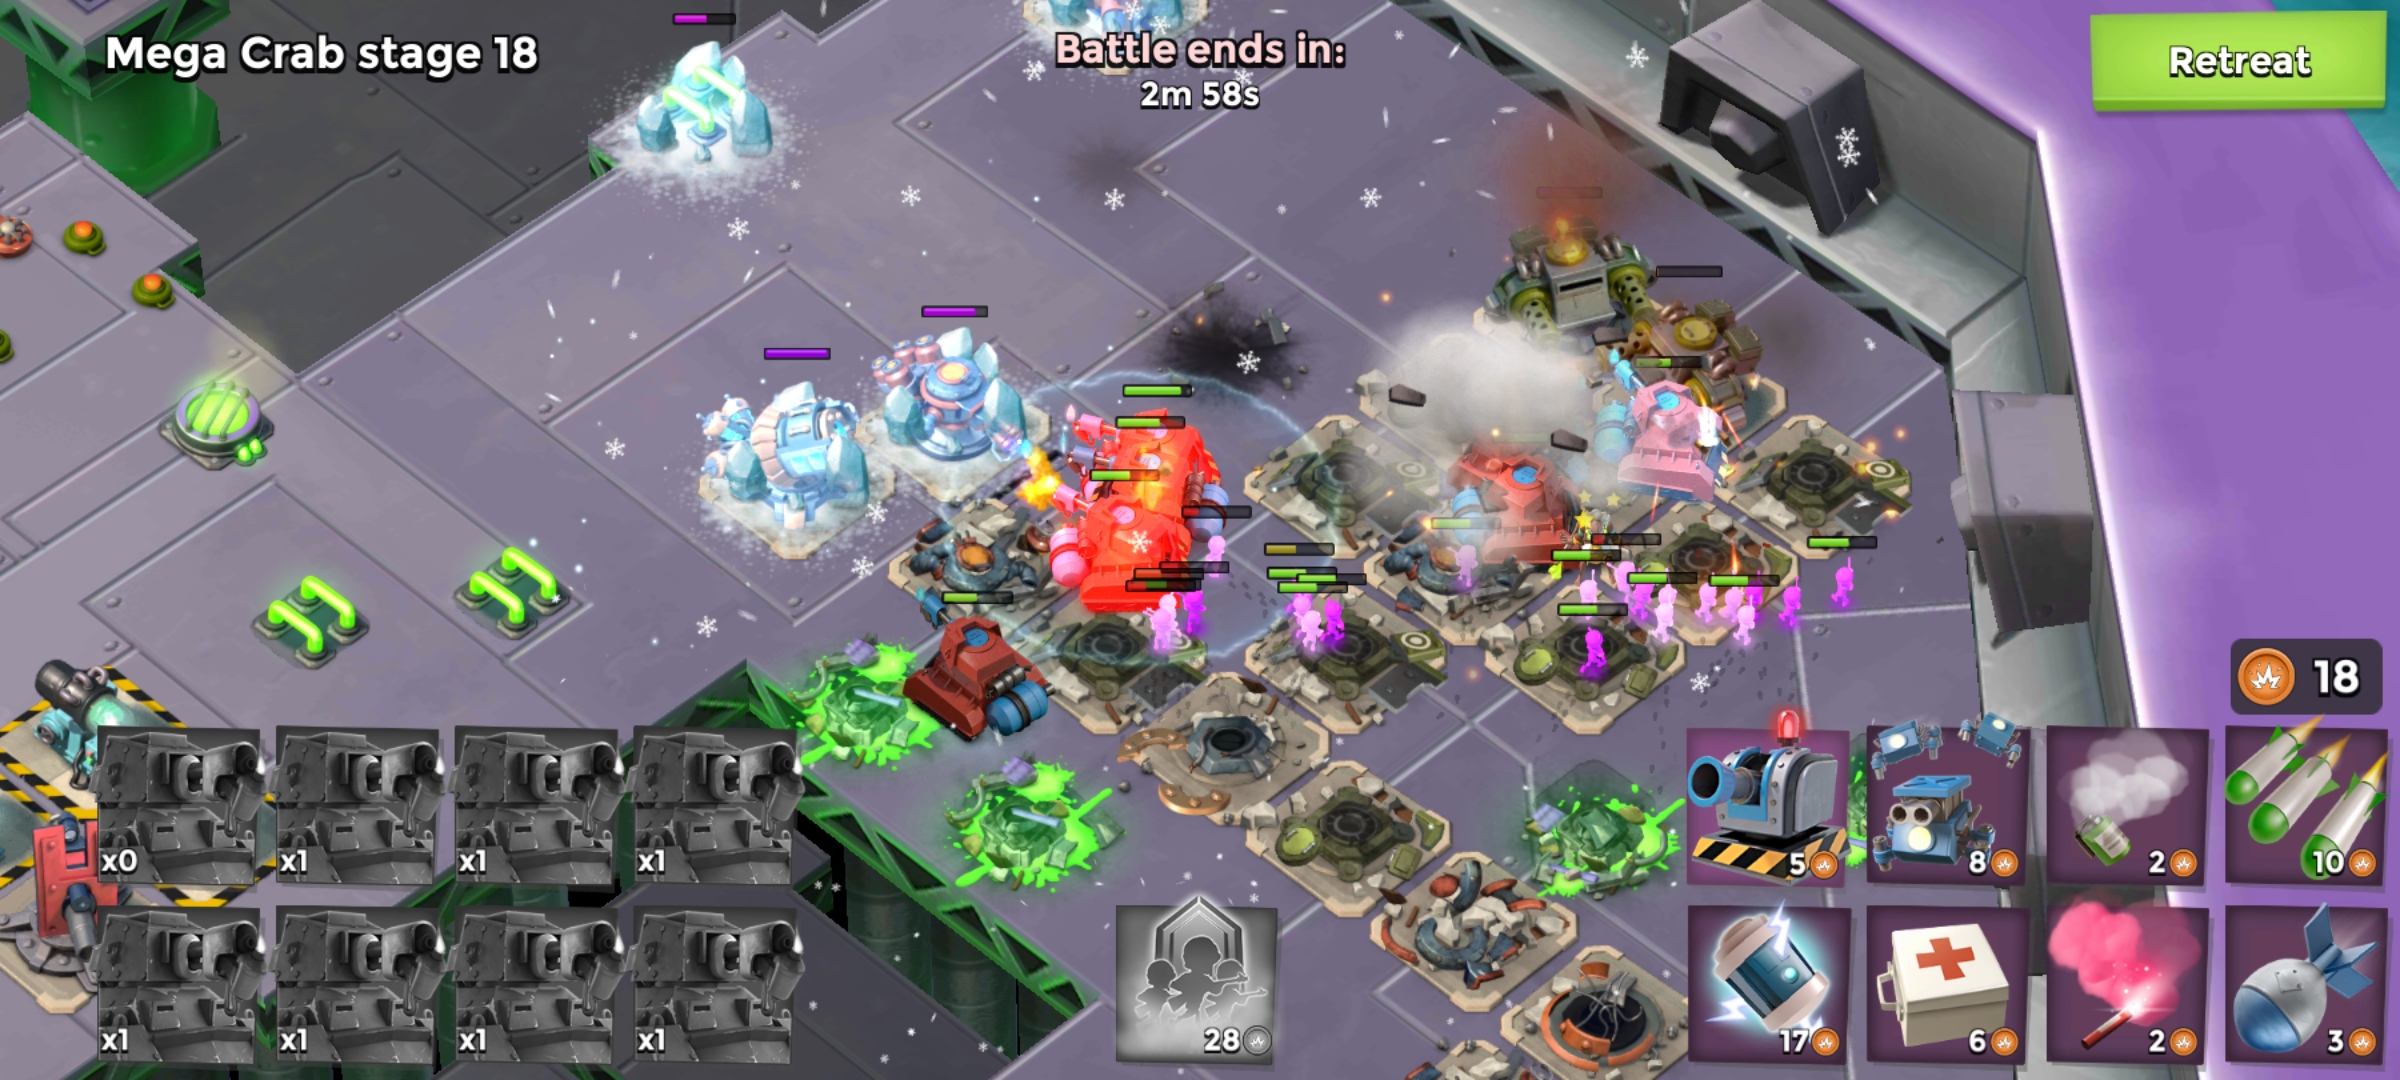 Mega Crab stage 18
Battle ends in:
2m 58s
Retreat
18
x0
x1
x1
x1
5
8
2
10
x1
x1
x1
x1
28
17
6
2
3